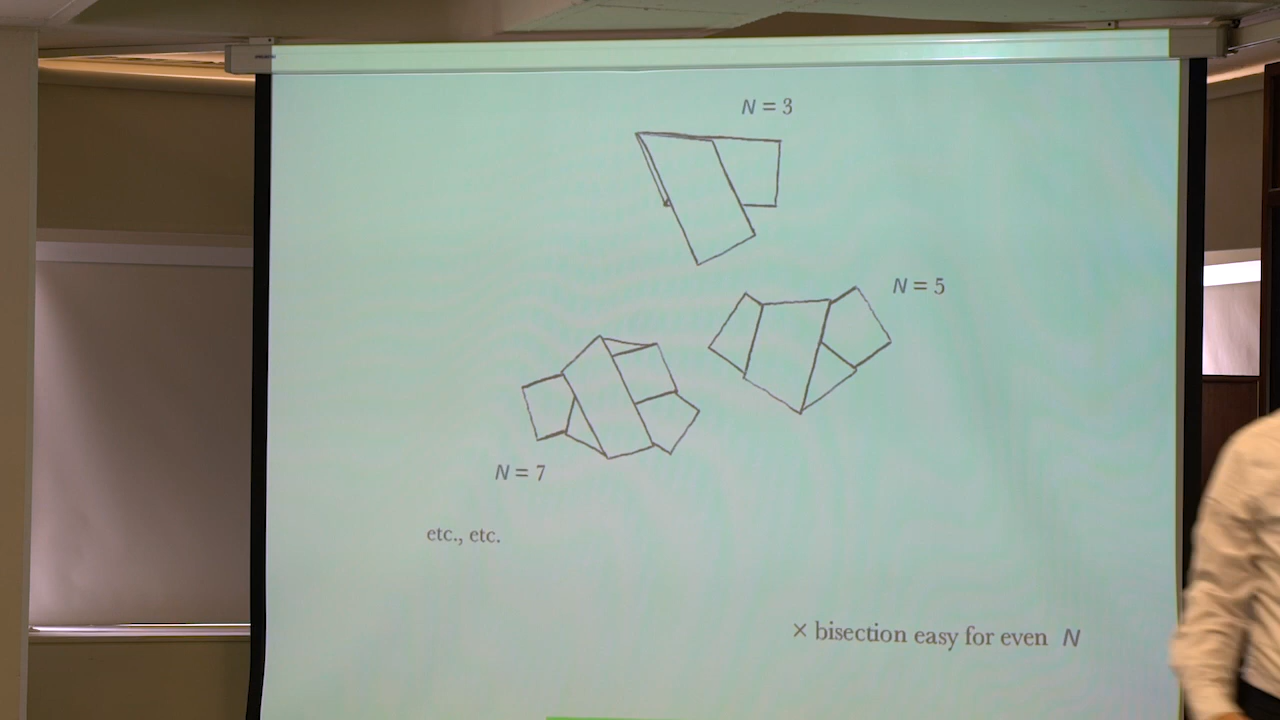 N = 3
N = 5
N = 7
etc., etc.
× bisection easy for even N